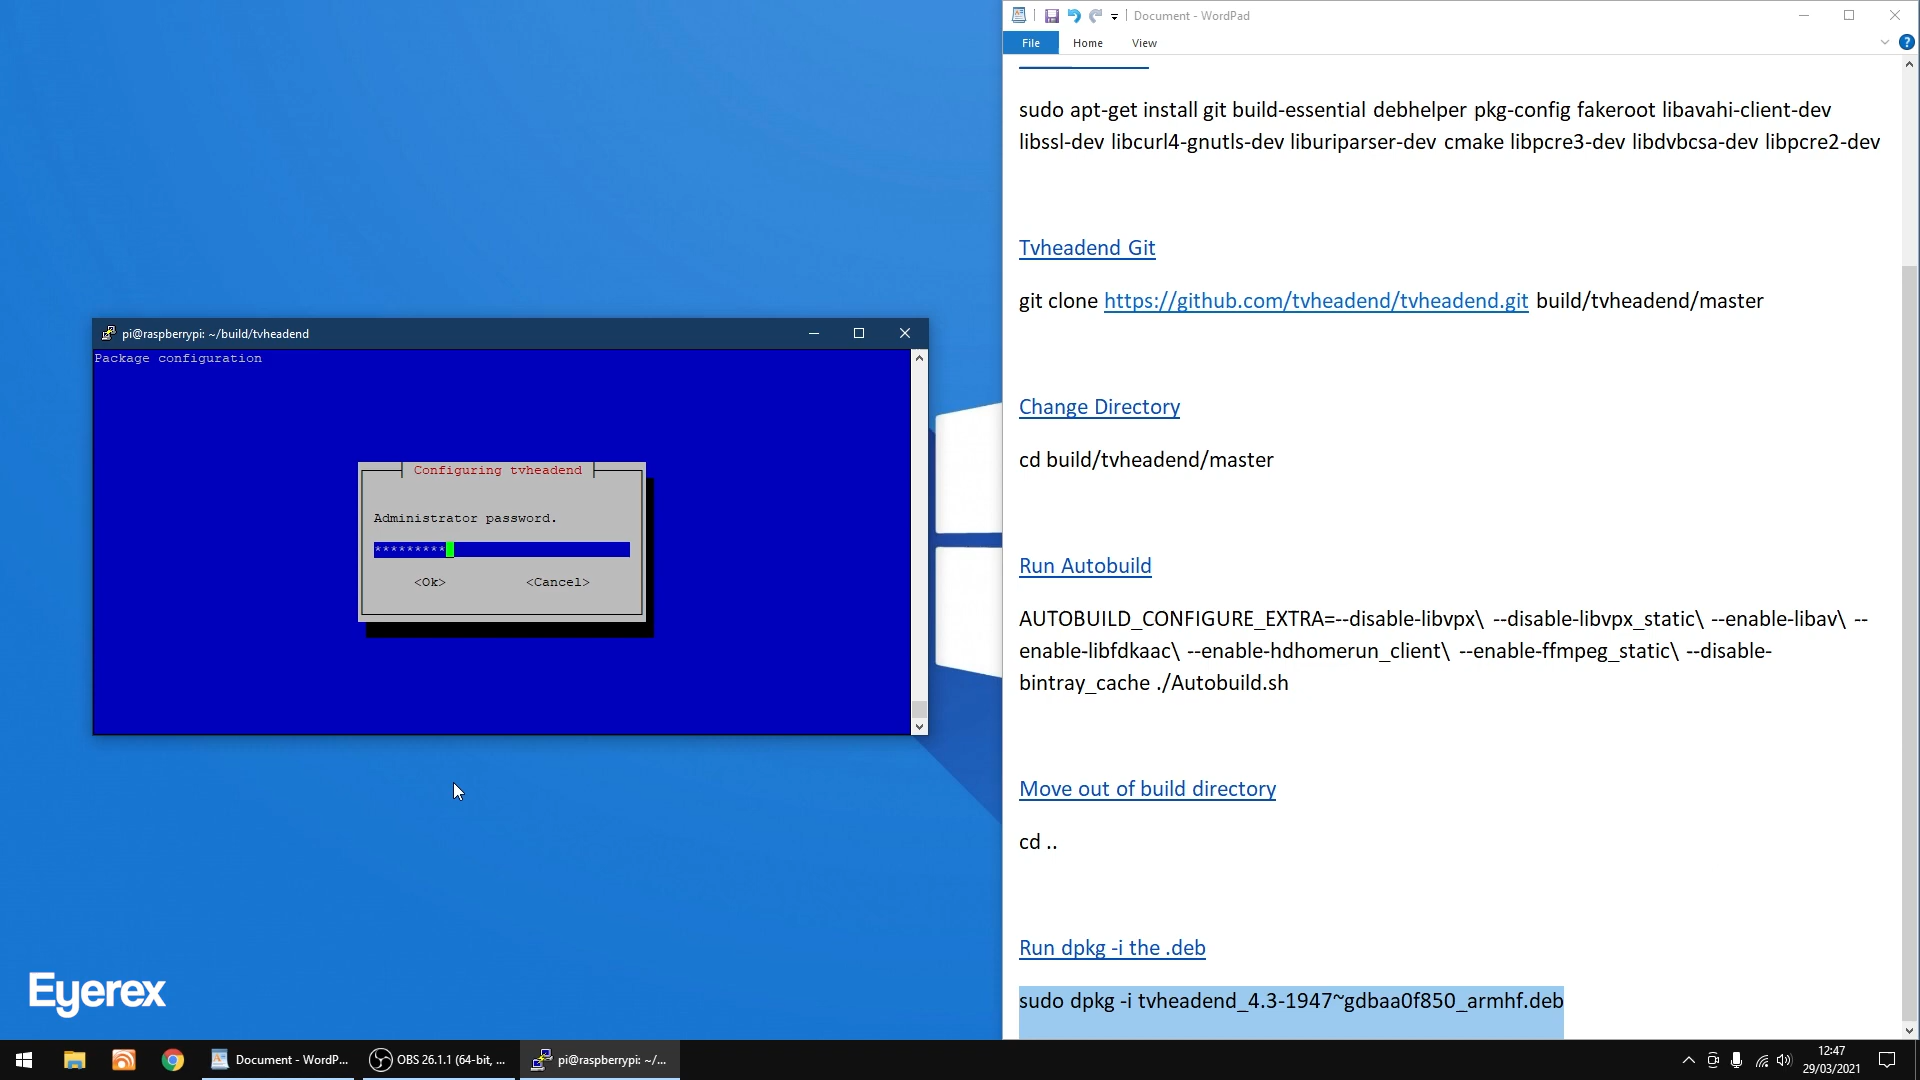 Document - WordPad
File
Home
View
?
sudo apt-get install git build-essential debhelper pkg-config fakeroot libavahi-client-dev
libssl-dev libcurl4-gnutls-dev liburiparser-dev cmake libpcre3-dev libdvbcsa-dev libpcre2-dev
Tvheadend Git
git clone https://github.com/tvheadend/tvheadend.git build/tvheadend/master
Change Directory
cd build/tvheadend/master
Run Autobuild
AUTOBUILD_CONFIGURE_EXTRA=--disable-libvpx\ --disable-libvpx_static\ --enable-libav\ --
enable-libfdkaac\ --enable-hdhomerun_client\ --enable-ffmpeg_static\ --disable-
bintray_cache ./Autobuild.sh
Move out of build directory
cd ..
Run dpkg -i the .deb
sudo dpkg -i tvheadend_4.3-1947~gdbaa0f850_armhf.deb
pi@raspberrypi: ~/build/tvheadend
Package configuration
Configuring tvheadend
Administrator password.
*********
<Ok> <Cancel>
Eyerex
Document - WordP...
OBS 26.1.1 (64-bit, ...
pi@raspberrypi: ~/...
12:47
29/03/2021